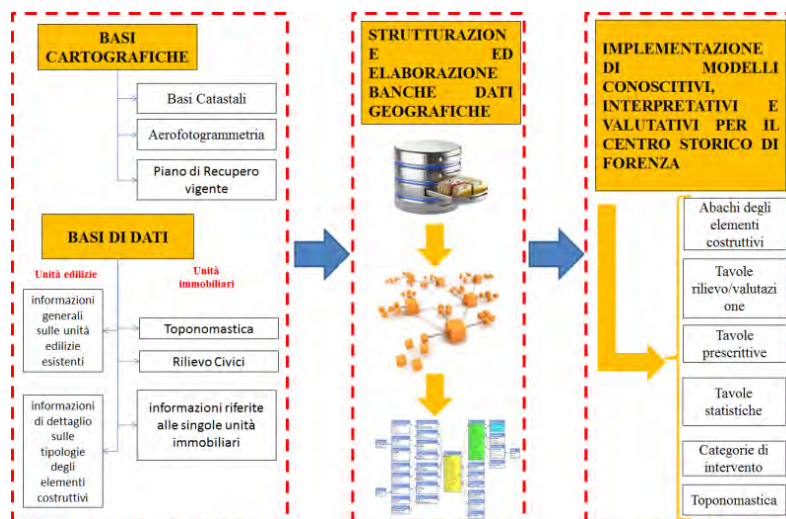 BASI
CARTOGRAFICHE
Basi Catastali
Aerofotogrammetria
Piano di Recupero
vigente
BASI DI DATI
Unità edilizie
Unità
immobiliari
informazioni
generali
sulle unità
edilizie
esistenti
Toponomastica
Rilievo Civici
informazioni
di dettaglio
sulle
tipologie
degli
elementi
costruttivi
informazioni riferite
alle singole unità
immobiliari
STRUTTURAZION
E ED
ELABORAZIONE
BANCHE DATI
GEOGRAFICHE
IMPLEMENTAZIONE
DI MODELLI
CONOSCITIVI,
INTERPRETATIVI E
VALUTATIVI PER IL
CENTRO STORICO DI
FORENZA
Abachi degli
elementi
costruttivi
Tavole
rilievo/valutazi
one
Tavole
prescrittive
Tavole
statistiche
Categorie di
intervento
Toponomastica